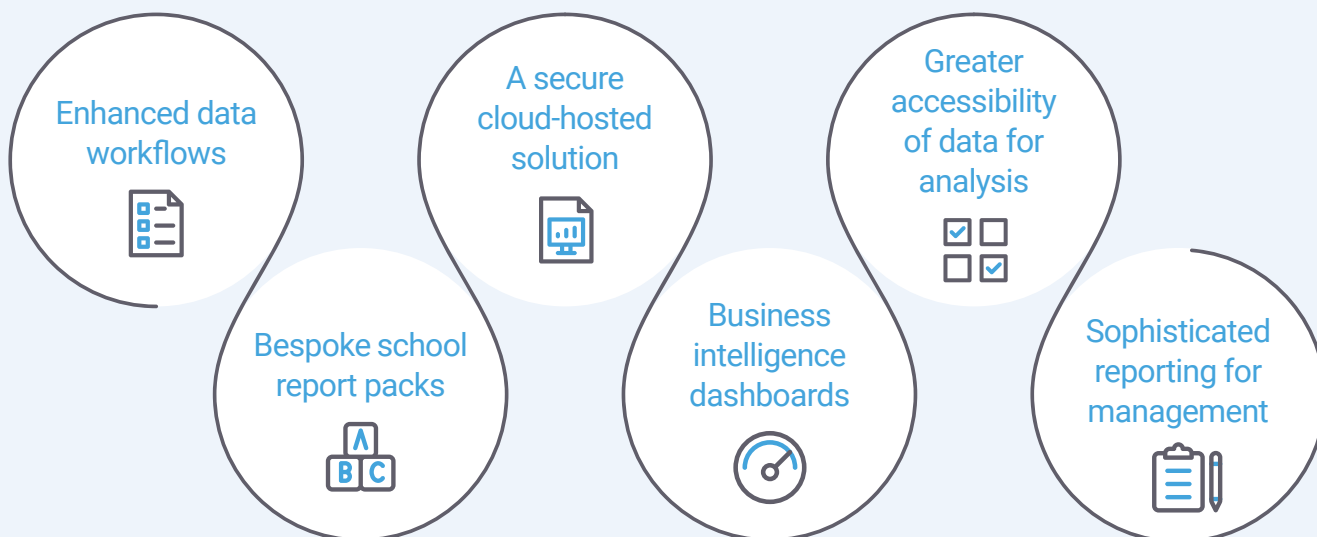 Enhanced data
workflows
Bespoke school
report packs
A B C
A secure
cloud-hosted
solution
Business
intelligence
dashboards
Greater
accessibility
of data for
analysis
Sophisticated
reporting for
management